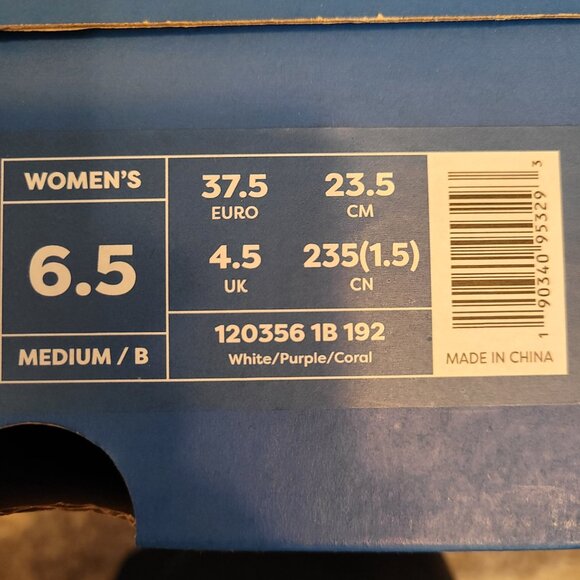 WOMEN'S
6.5
MEDIUM / B
37.5
EURO
23.5
CM
4.5
UK
235(1.5)
CN
120356 1B 192
White/Purple/Coral
1 90340 95329 3
MADE IN CHINA